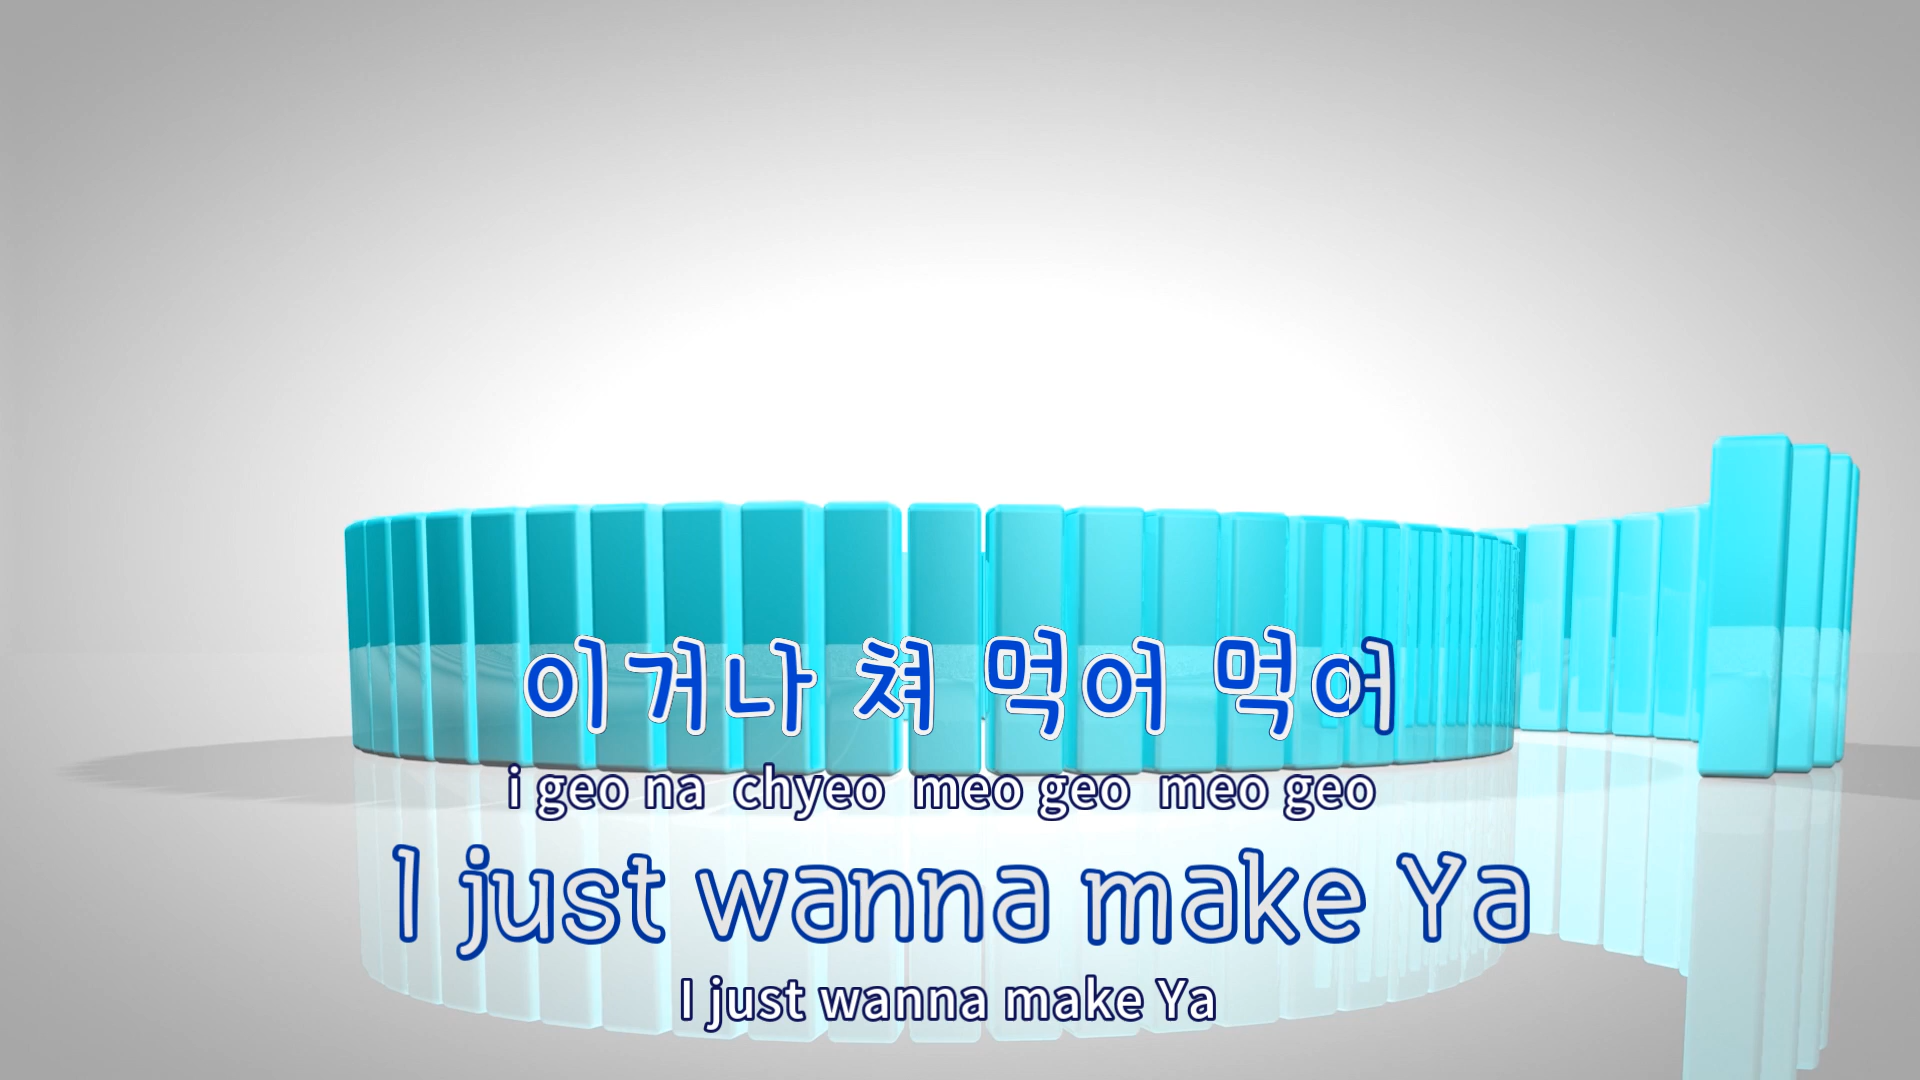 이거나 쳐 먹어 먹어
i geo na chyeo meo geo meo geo
I just wanna make Ya
I just wanna make Ya